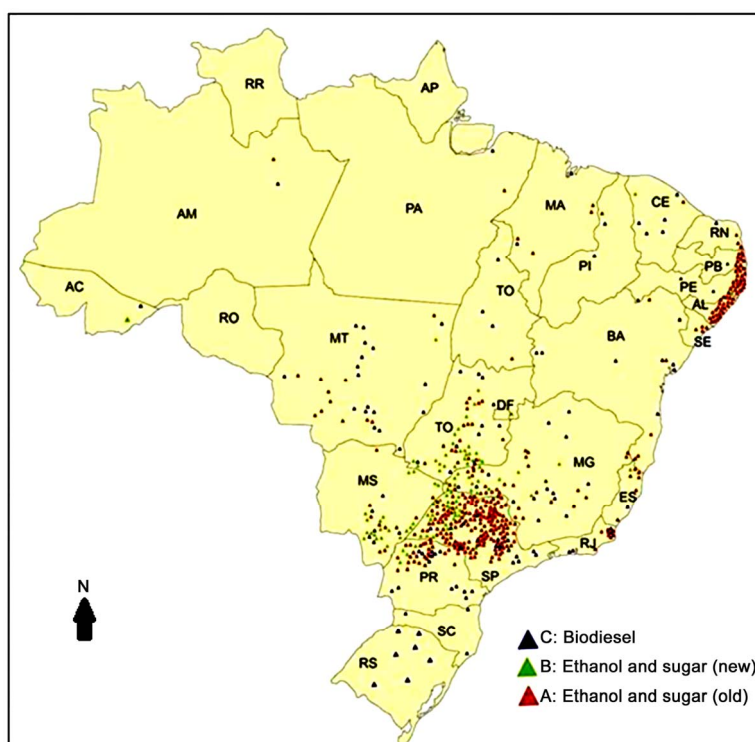 RR
AP
AM
PA
MA
CE
RN
PB
PI
PE
AC
AL
TO
RO
SE
MT
BA
DF
TO
MG
MS
ES
RJ
PR
SP
SC
RS
N
C: Biodiesel
B: Ethanol and sugar (new)
A: Ethanol and sugar (old)